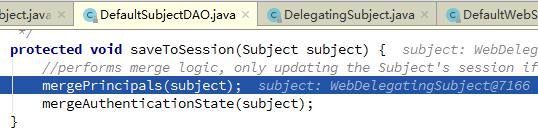 bject.java × DefaultSubjectDAO.java × DelegatingSubject.java × DefaultWebS
*/
protected void saveToSession(Subject subject) { subject: WebDeleg
//performs merge logic, only updating the Subject's session if
mergePrincipals(subject); subject: WebDelegatingSubject@7166
mergeAuthenticationState(subject);
}